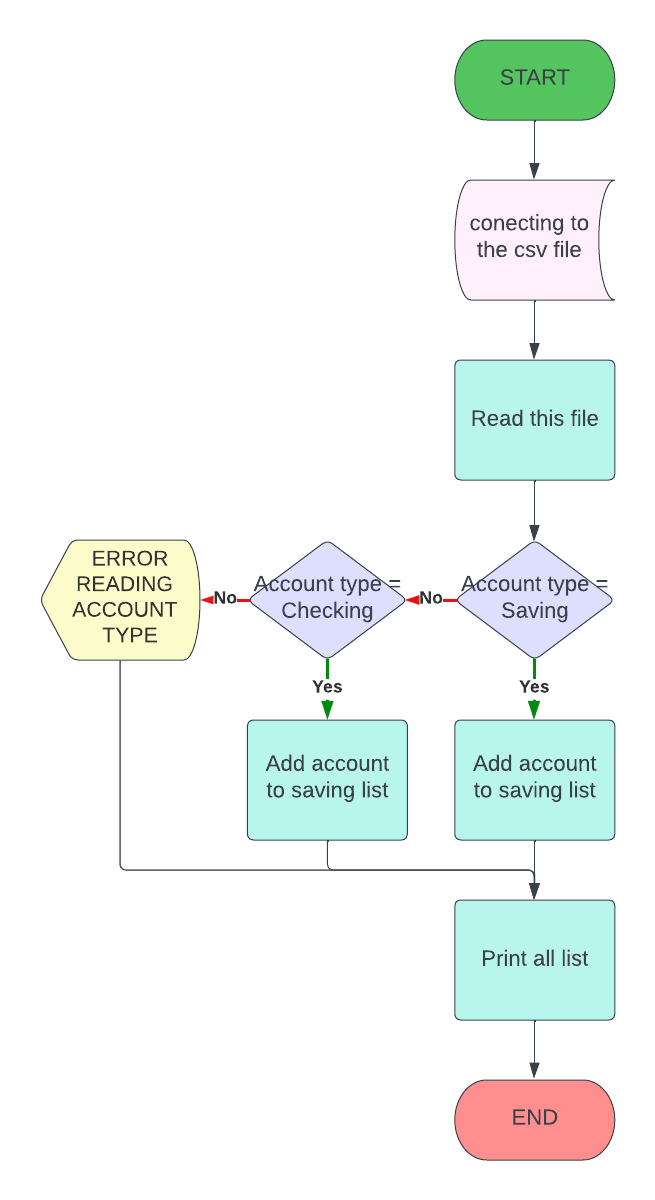 START
conecting to
the csv file
Read this file
Account type =
Saving
No
Account type =
Checking
No
ERROR
READING
ACCOUNT
TYPE
Yes
Yes
Add account
to saving list
Add account
to saving list
Print all list
END